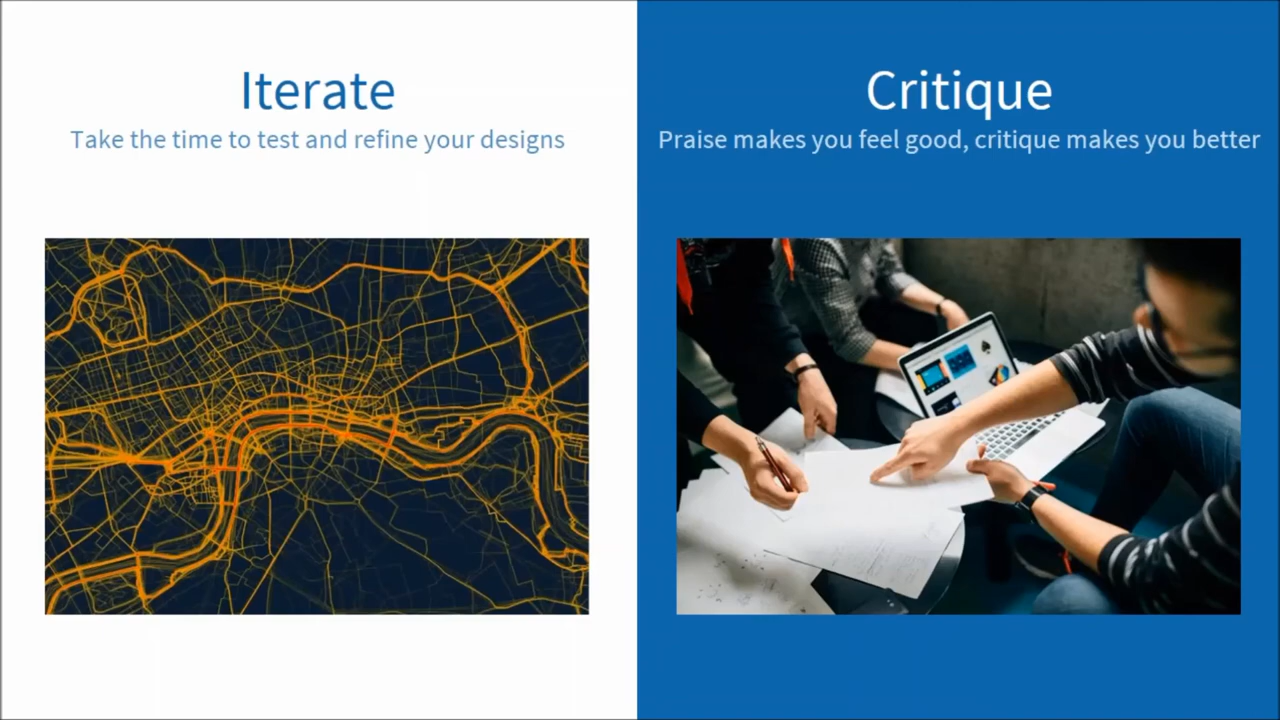 Iterate
Take the time to test and refine your designs
Critique
Praise makes you feel good, critique makes you better